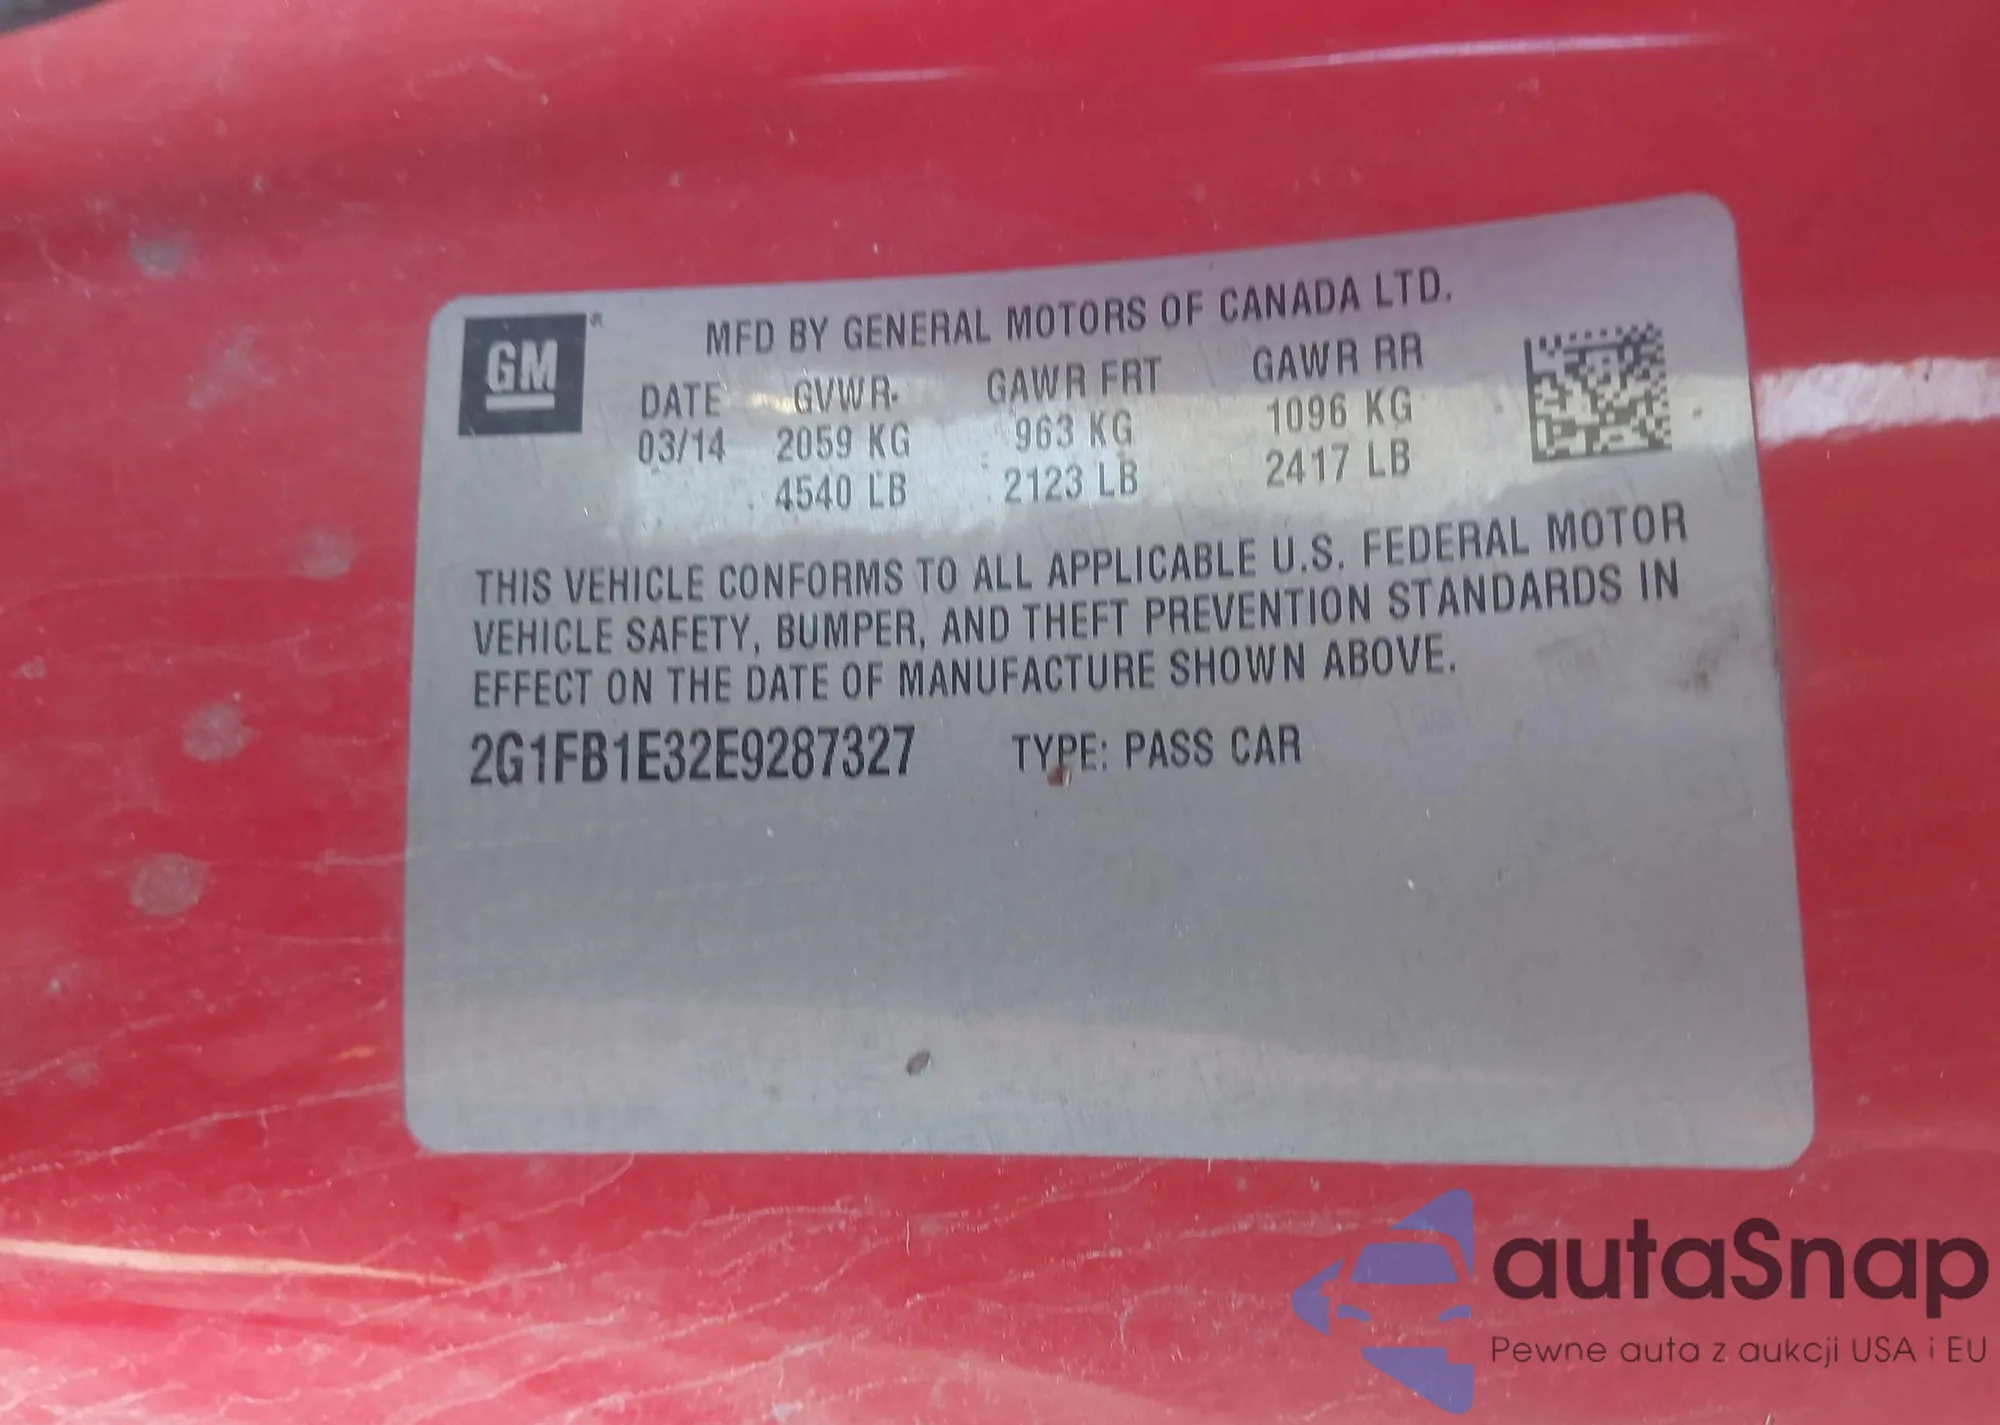 GM®
MFD BY GENERAL MOTORS OF CANADA LTD.
DATE GVWR GAWR FRT GAWR RR
03/14 2059 KG 963 KG 1096 KG
4540 LB 2123 LB 2417 LB
THIS VEHICLE CONFORMS TO ALL APPLICABLE U.S. FEDERAL MOTOR
VEHICLE SAFETY, BUMPER, AND THEFT PREVENTION STANDARDS IN
EFFECT ON THE DATE OF MANUFACTURE SHOWN ABOVE.
2G1FB1E32E9287327 TYPE: PASS CAR
autaSnap
Pewne auta z aukcji USA i EU